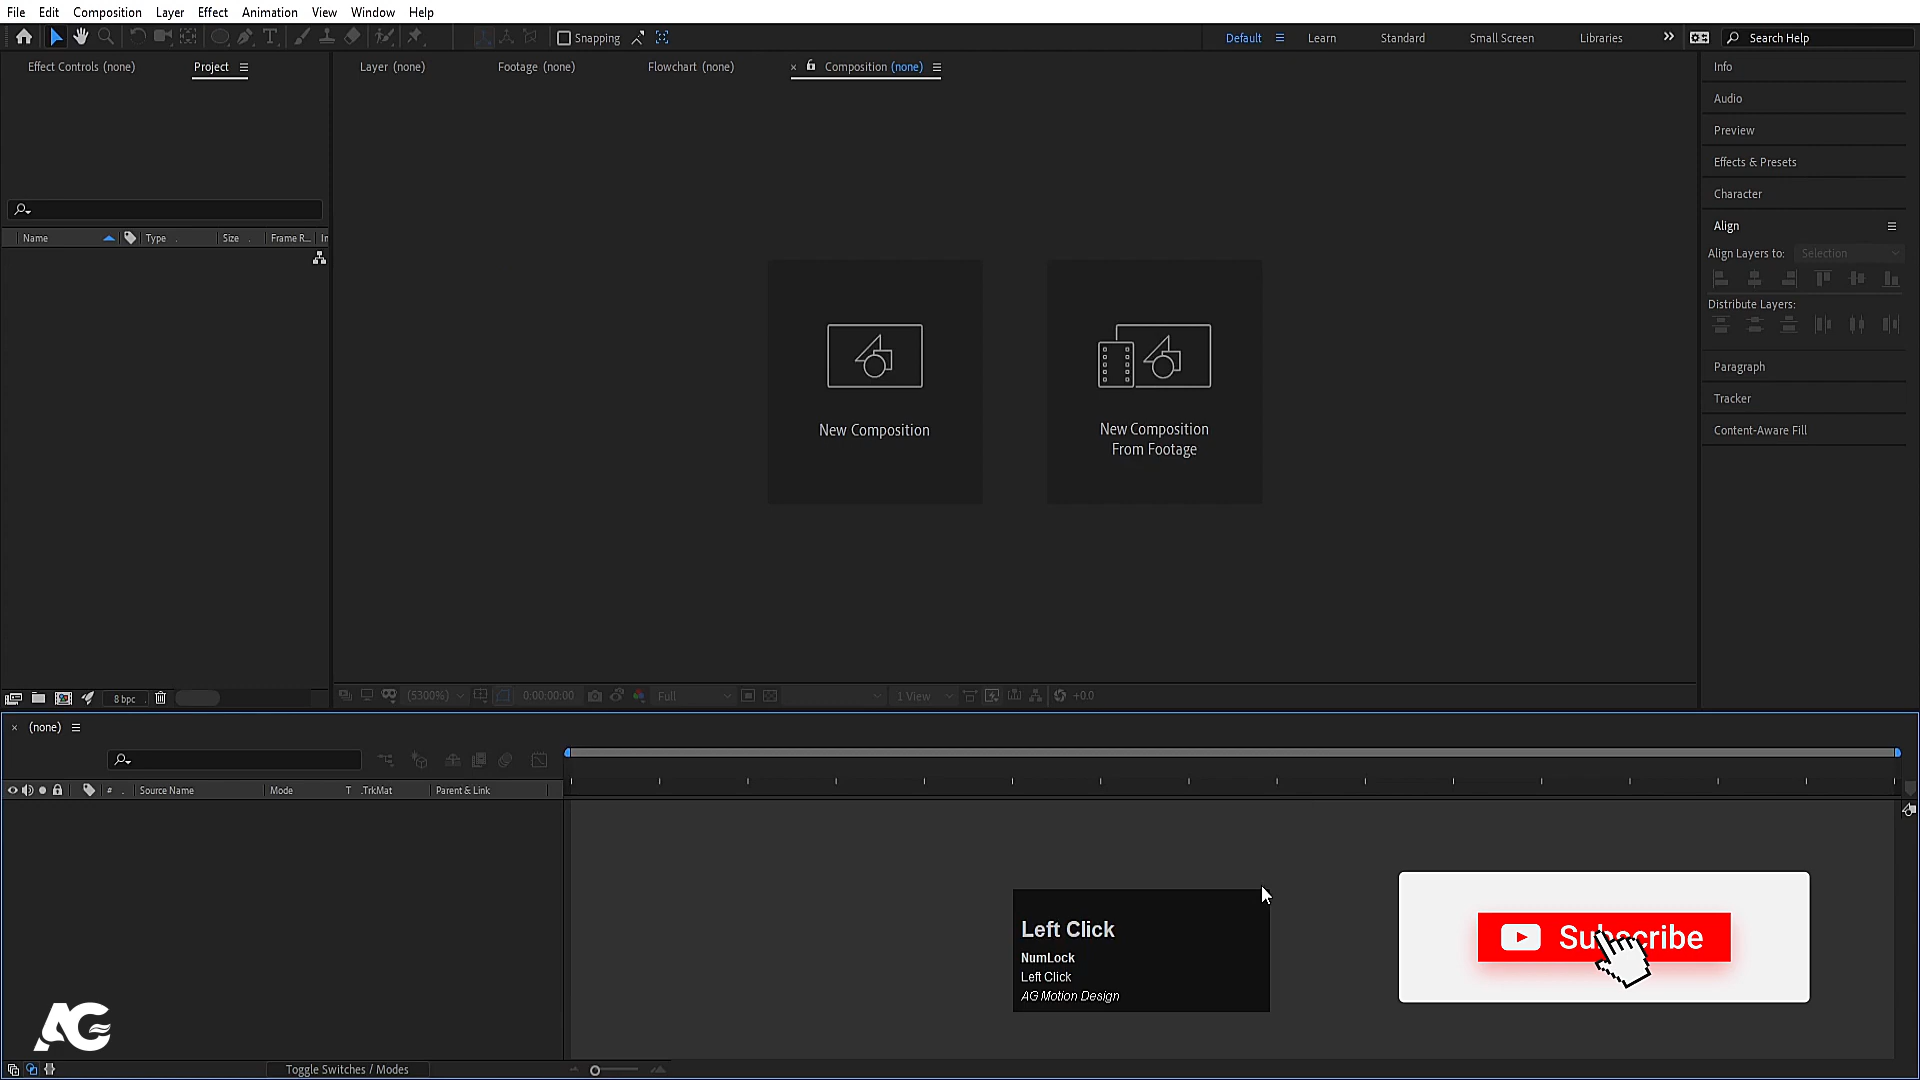 File Edit Composition Layer Effect Animation View Window Help
Snapping Default Learn Standard Small Screen Libraries Search Help
Effect Controls (none) Project
Layer (none) Footage (none) Flowchart (none) Composition (none)
Name Type Size Frame R... In
New Composition
New Composition
From Footage
Info
Audio
Preview
Effects & Presets
Character
Align
Align Layers to: Selection
Distribute Layers:
Paragraph
Tracker
Content-Aware Fill
8 bpc
(5300%) 0:00:00:00 Full 1 View +0.0
(none)
# Source Name Mode T .TrkMat Parent & Link
Left Click
NumLock
Left Click
AG Motion Design
Subscribe
AG
Toggle Switches / Modes